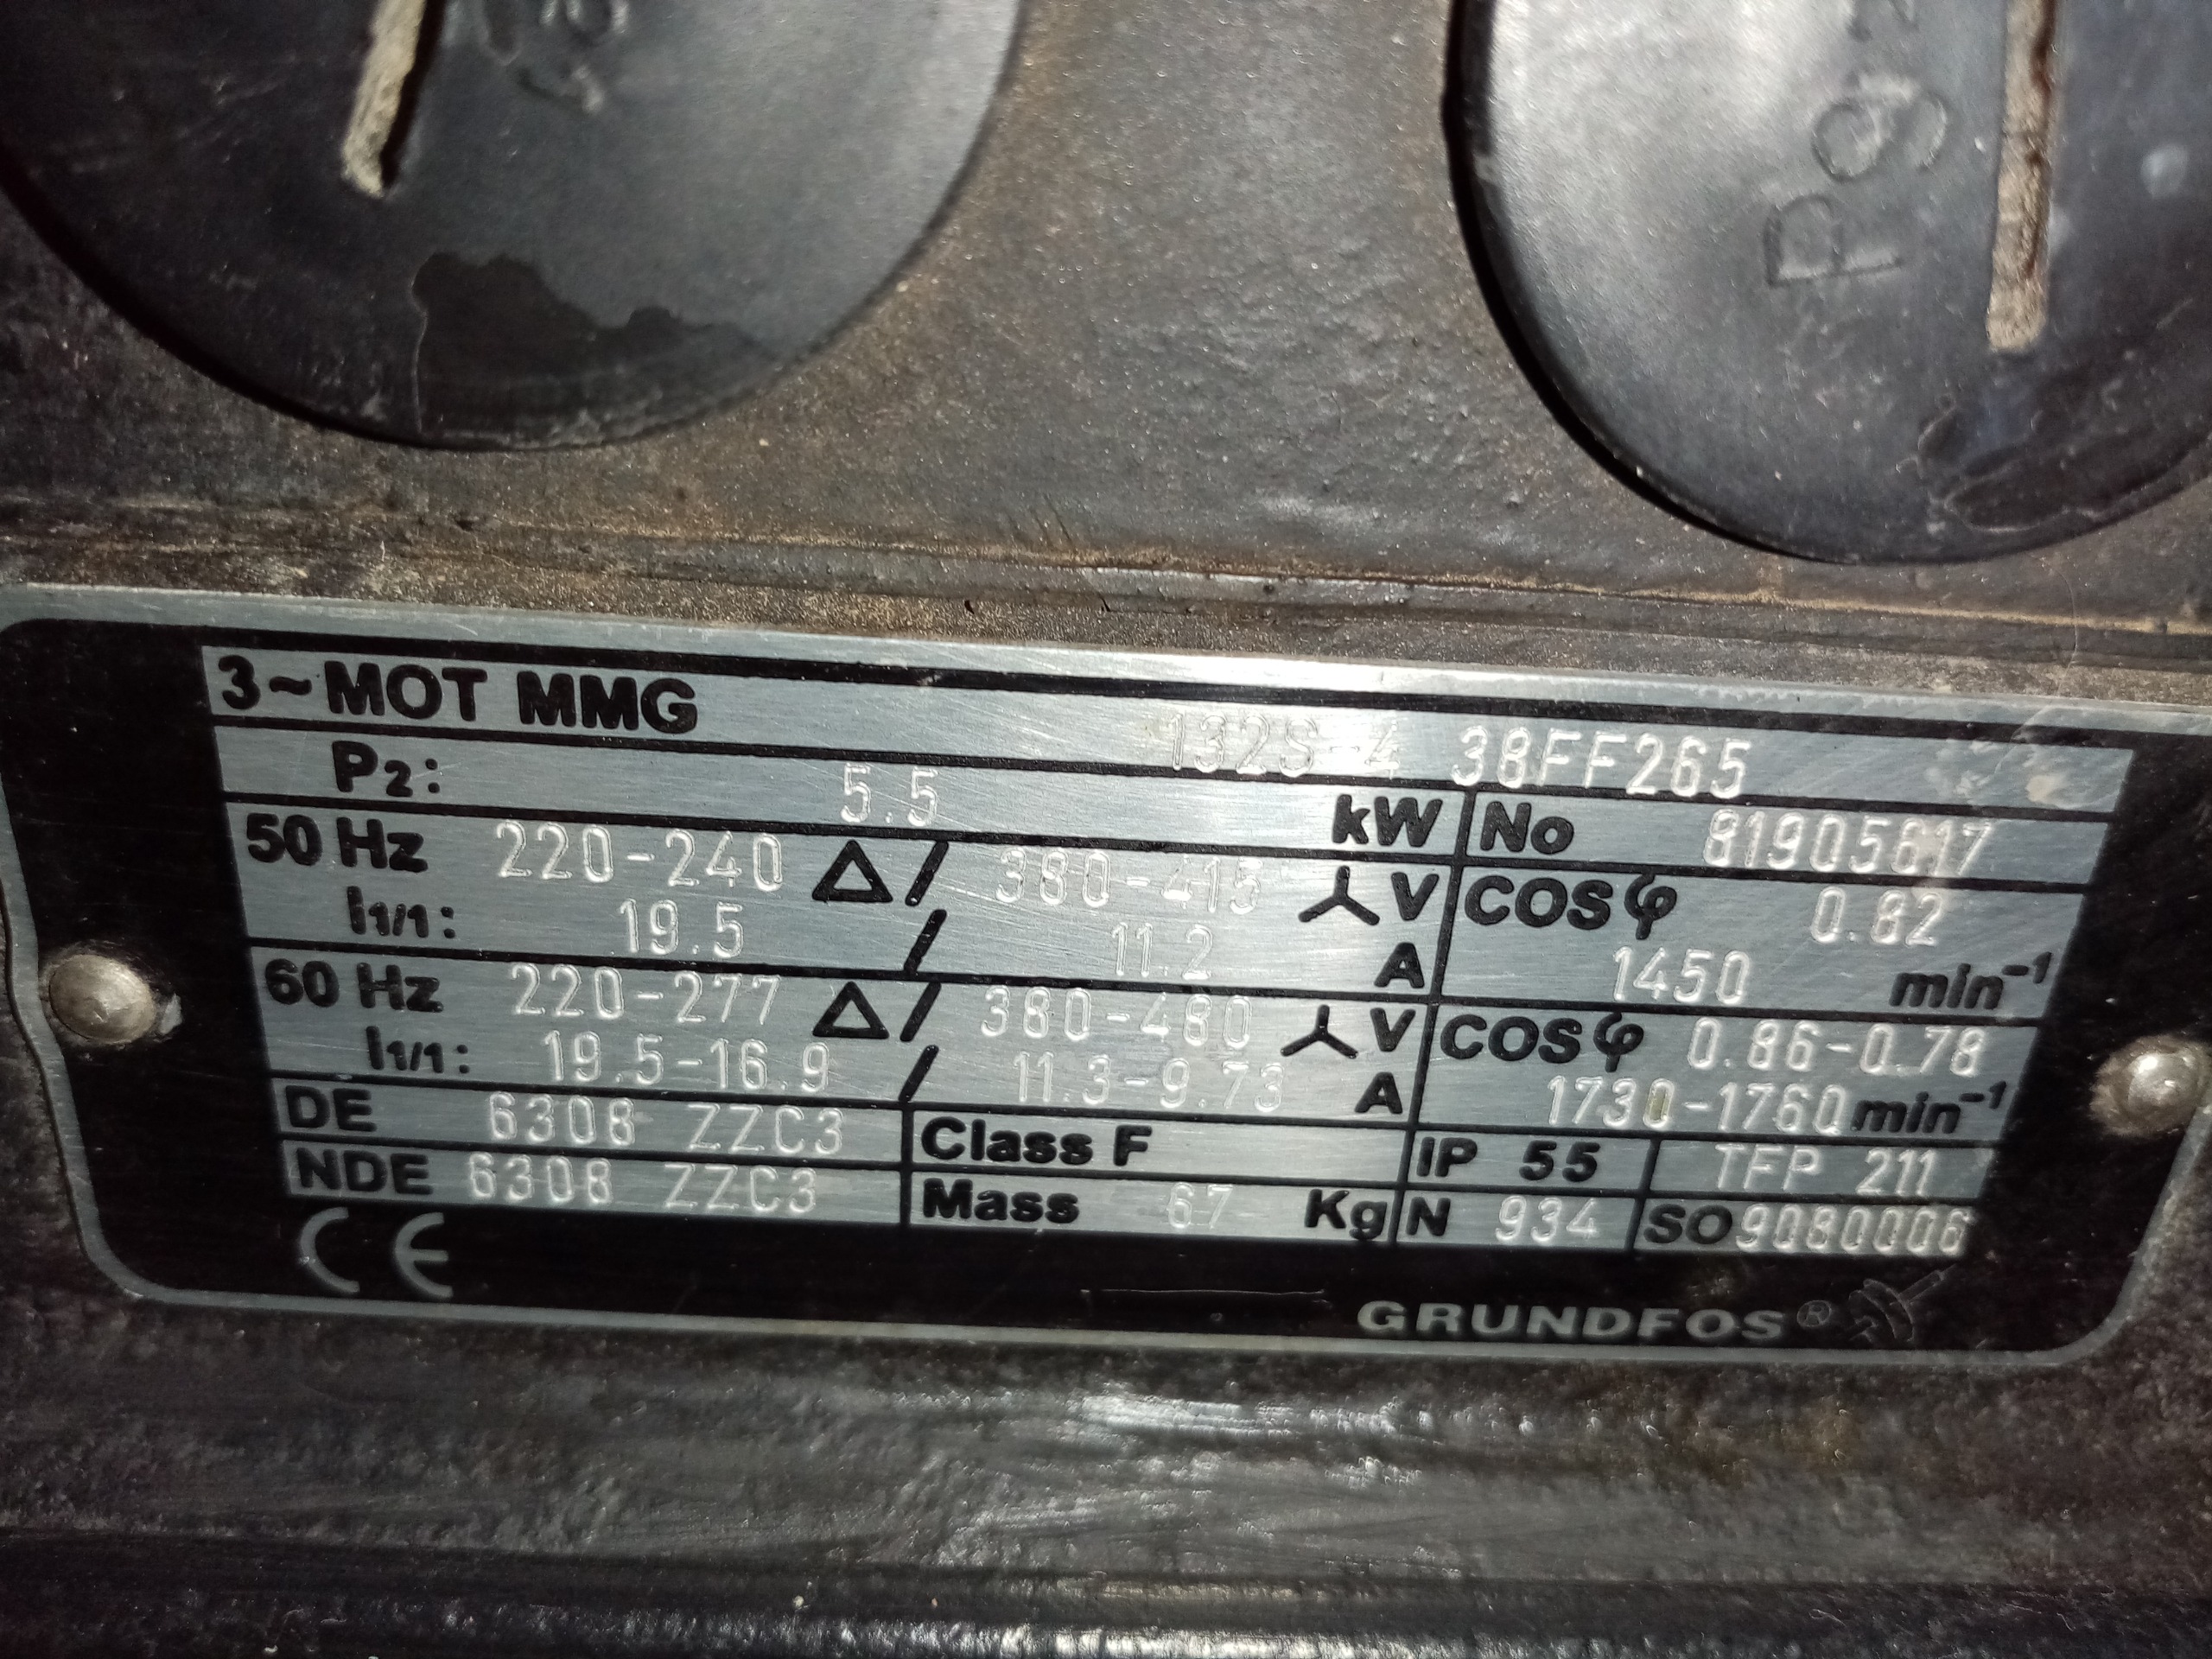 Pg
3~MOT MMG 132S-4 38FF265
P2: 5.5 kW No 81905617
50 Hz 220-240 △/ 380-415 Y V COSφ 0.82
I1/1: 19.5 / 11.2 A 1450 min-1
60 Hz 220-277 △/ 380-480 Y V COSφ 0.86-0.78
I1/1: 19.5-16.9 / 11.3-9.73 A 1730-1760 min-1
DE 6308 ZZC3 Class F IP 55 TFP 211
NDE 6308 ZZC3 Mass 67 Kg N 934 SO 9080006
CE
GRUNDFOS®